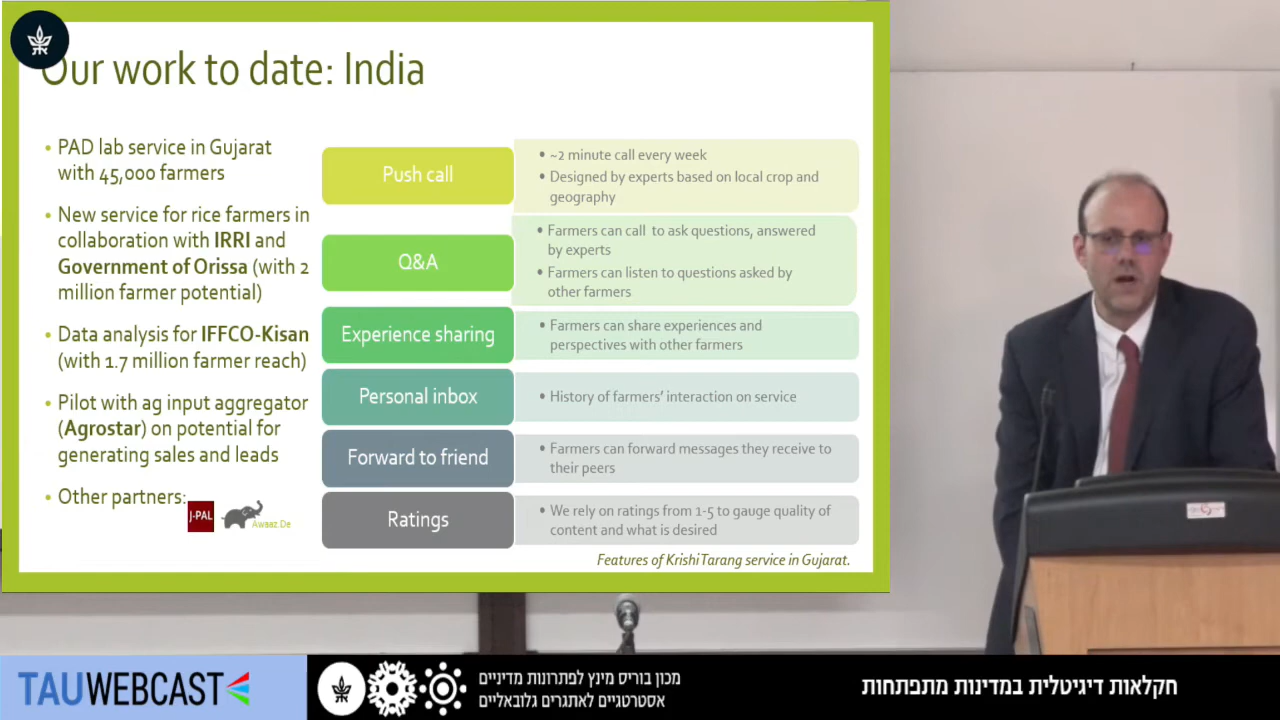 Our work to date: India
• PAD lab service in Gujarat
with 45,000 farmers
• New service for rice farmers in
collaboration with IRRI and
Government of Orissa (with 2
million farmer potential)
• Data analysis for IFFCO-Kisan
(with 1.7 million farmer reach)
• Pilot with ag input aggregator
(Agrostar) on potential for
generating sales and leads
• Other partners:
J-PAL
Awaaz.De
Push call
• ~2 minute call every week
• Designed by experts based on local crop and
geography
Q&A
• Farmers can call to ask questions, answered
by experts
• Farmers can listen to questions asked by
other farmers
Experience sharing
• Farmers can share experiences and
perspectives with other farmers
Personal inbox
• History of farmers' interaction on service
Forward to friend
• Farmers can forward messages they receive to
their peers
Ratings
• We rely on ratings from 1-5 to gauge quality of
content and what is desired
Features of KrishiTarang service in Gujarat.
TAUWEBCAST
מכון בוריס מינץ לפתרונות מדיניים
אסטרטגיים לאתגרים גלובאליים
חקלאות דיגיטלית במדינות מתפתחות